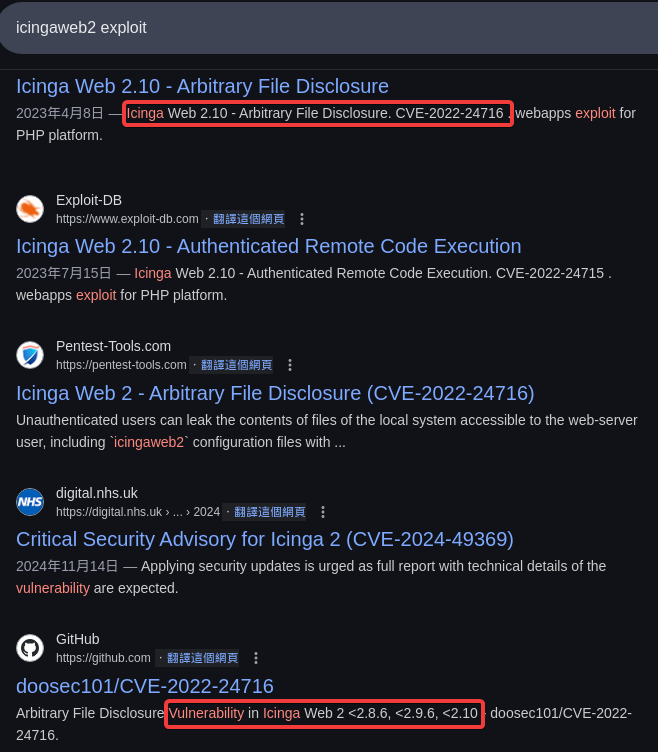 icingaweb2 exploit
Icinga Web 2.10 - Arbitrary File Disclosure
2023年4月8日 — Icinga Web 2.10 - Arbitrary File Disclosure. CVE-2022-24716 . webapps exploit for
PHP platform.
Exploit-DB
https://www.exploit-db.com · 翻譯這個網頁
Icinga Web 2.10 - Authenticated Remote Code Execution
2023年7月15日 — Icinga Web 2.10 - Authenticated Remote Code Execution. CVE-2022-24715 .
webapps exploit for PHP platform.
Pentest-Tools.com
https://pentest-tools.com · 翻譯這個網頁
Icinga Web 2 - Arbitrary File Disclosure (CVE-2022-24716)
Unauthenticated users can leak the contents of files of the local system accessible to the web-server
user, including `icingaweb2` configuration files with ...
NHS
digital.nhs.uk
https://digital.nhs.uk › ... › 2024 · 翻譯這個網頁
Critical Security Advisory for Icinga 2 (CVE-2024-49369)
2024年11月14日 — Applying security updates is urged as full report with technical details of the
vulnerability are expected.
GitHub
https://github.com · 翻譯這個網頁
doosec101/CVE-2022-24716
Arbitrary File Disclosure Vulnerability in Icinga Web 2 <2.8.6, <2.9.6, <2.10 - doosec101/CVE-2022-
24716.